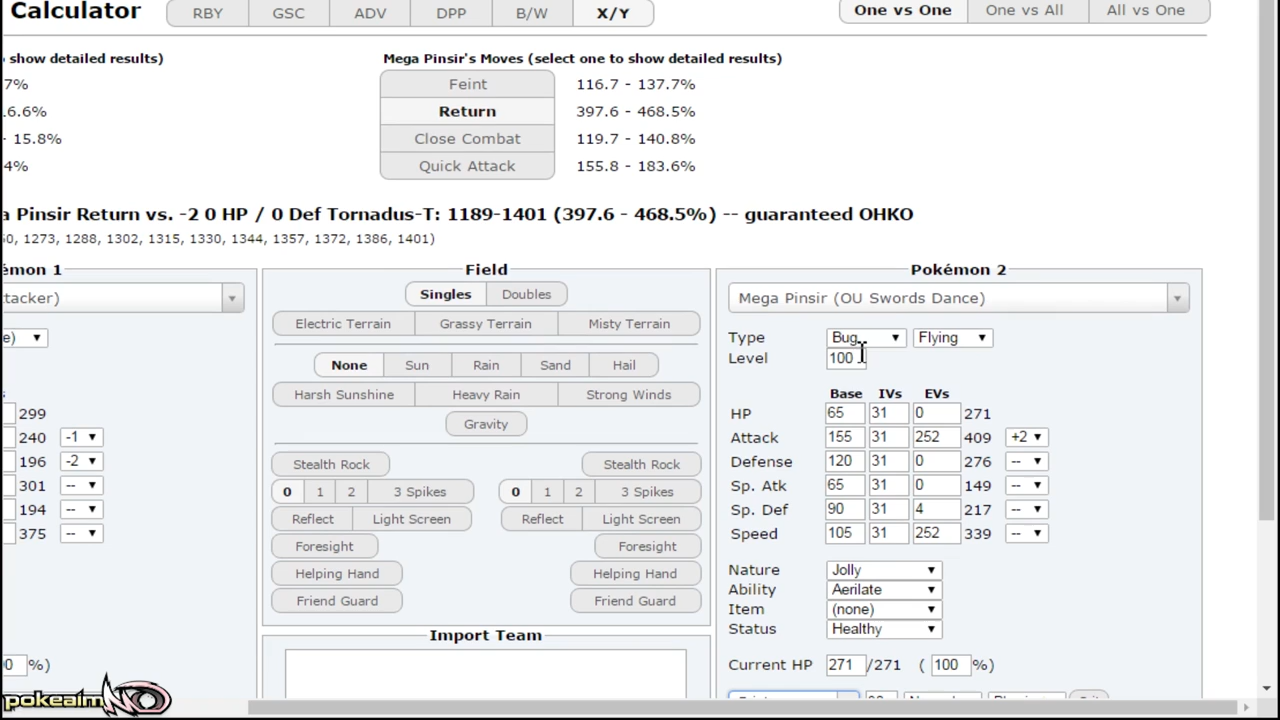 Calculator RBY GSC ADV DPP B/W X/Y One vs One One vs All All vs One
show detailed results) Mega Pinsir's Moves (select one to show detailed results)
7% Feint 116.7 - 137.7%
.6.6% Return 397.6 - 468.5%
- 15.8% Close Combat 119.7 - 140.8%
4% Quick Attack 155.8 - 183.6%
a Pinsir Return vs. -2 0 HP / 0 Def Tornadus-T: 1189-1401 (397.6 - 468.5%) -- guaranteed OHKO
60, 1273, 1288, 1302, 1315, 1330, 1344, 1357, 1372, 1386, 1401)
émon 1 Field Pokémon 2
ttacker) Singles Doubles Mega Pinsir (OU Swords Dance)
Electric Terrain Grassy Terrain Misty Terrain
e) Type Bug Flying
None Sun Rain Sand Hail Level 100
Harsh Sunshine Heavy Rain Strong Winds Base IVs EVs
299 Gravity HP 65 31 0 271
240 -1 Attack 155 31 252 409 +2
196 -2 Stealth Rock Stealth Rock Defense 120 31 0 276 --
301 -- 0 1 2 3 Spikes 0 1 2 3 Spikes Sp. Atk 65 31 0 149 --
194 -- Reflect Light Screen Reflect Light Screen Sp. Def 90 31 4 217 --
375 -- Foresight Foresight Speed 105 31 252 339 --
Helping Hand Helping Hand Nature Jolly
Friend Guard Friend Guard Ability Aerilate
Item (none)
Import Team Status Healthy
0 %) Current HP 271 /271 ( 100 %)
pokeaim